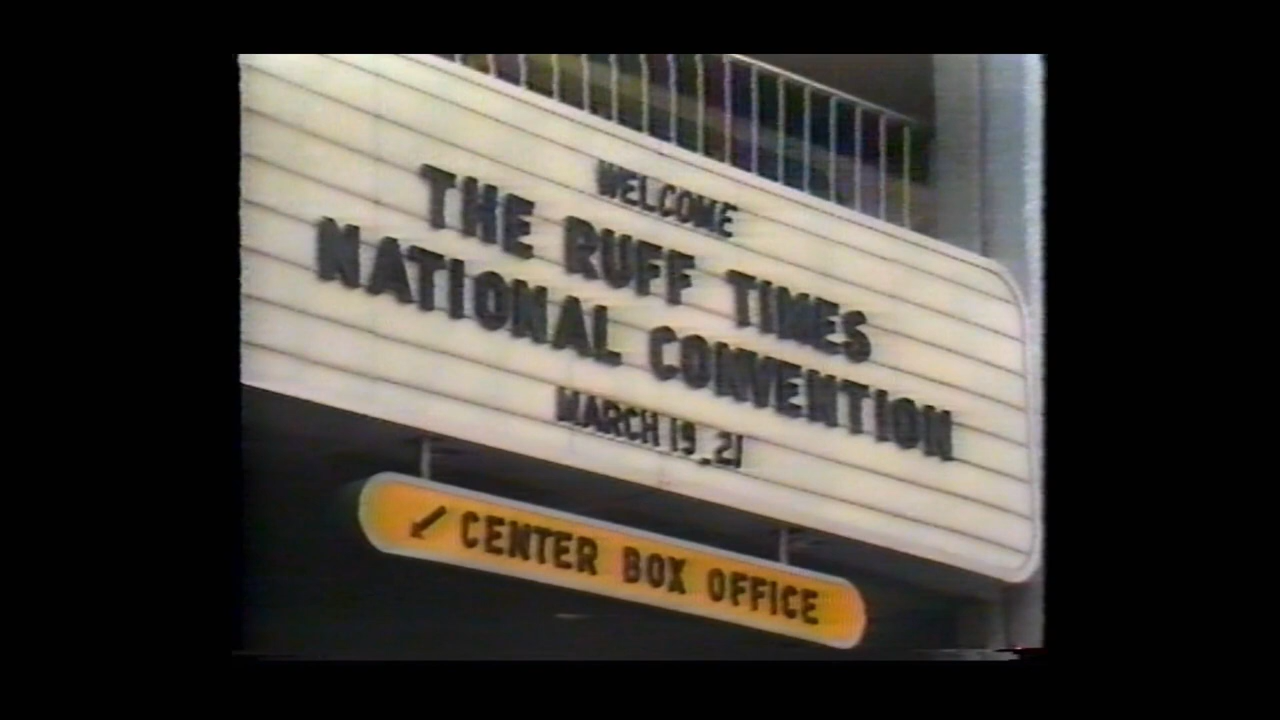 WELCOME
THE RUFF TIMES
NATIONAL CONVENTION
MARCH 19-21
↙ CENTER BOX OFFICE